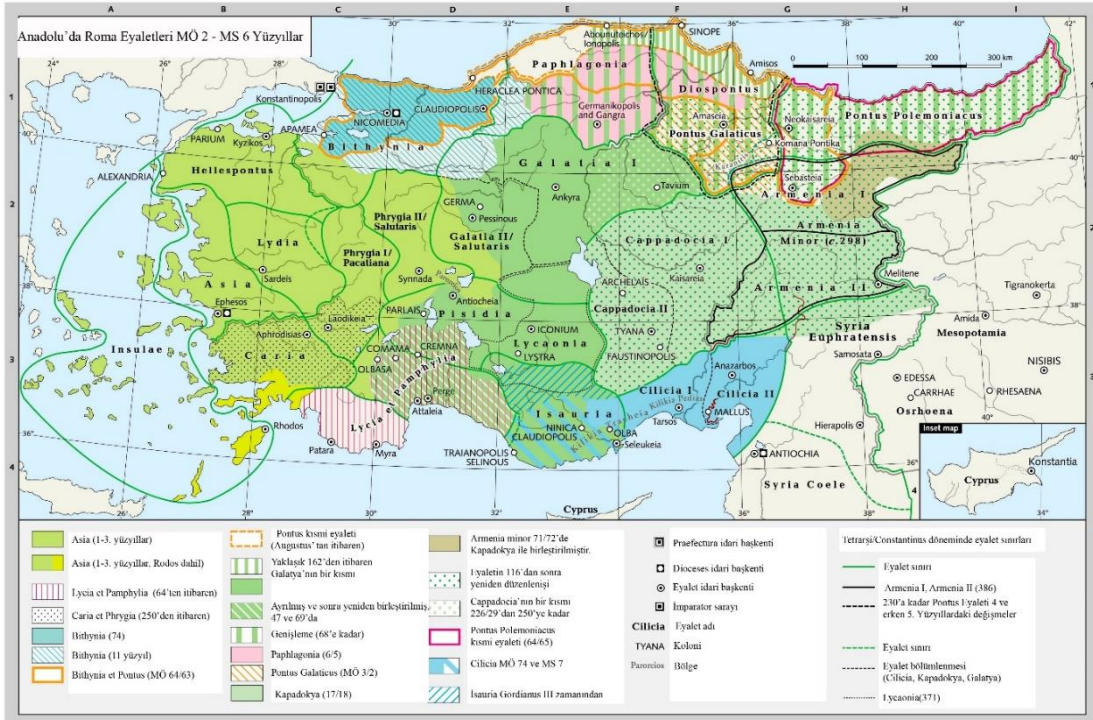 Anadolu'da Roma Eyaletleri MÖ 2 - MS 6 Yüzyıllar
A B C D E F G H I
24° 26° 28° 30° 32° 34° 36° 38° 40° 42°
0 100 200 300 km
1
2
3
4
40°
38°
36°
Konstantinopolis
NICOMEDIA
CLAUDIOPOLIS
HERACLEA PONTICA
Abounoteichos/
Ionopolis
SINOPE
Amisos
Paphlagonia
Diospontus
Pontus Polemoniacus
PARIUM
Kyzikos
APAMEA
Bithynia
Germanikopolis
and Gangra
Amaseia
Pontus Galaticus
Neokaisareia
Komana Pontika
Sebasteia
ALEXANDRIA
Hellespontus
Galatia I
Tavium
Ankyra
Armenia I
GERMA
Pessinous
Phrygia II/
Salutaris
Galatia II/
Salutaris
Lydia
Phrygia I/
Pacatiana
Synnada
Cappadocia I
Kaisareia
Armenia
Minor (c.298)
Melitene
Armenia II
Asia
Sardeis
Ephesos
Antiocheia
PARLAIS
Pisidia
ARCHELAIS
Cappadocia II
TYANA
FAUSTINOPOLIS
Tigranokerta
Amida
Mesopotamia
Insulae
Aphrodisias
Laodikeia
Caria
COMAMA
CREMNA
OLBASA
ICONIUM
Lycaonia
LYSTRA
Syria
Euphratensis
Samosata
NISIBIS
EDESSA
CARRHAE
RHESAENA
Osrhoena
Lycia et Pamphylia
Perge
Attaleia
Isauria
Cilicia I
Anazarbos
Cilicia II
Kilikia Pedias
Kilikia Tracheia
Tarsos
MALLUS
Hierapolis
Rhodos
Patara
Myra
NINICA
CLAUDIOPOLIS
OLBA
Seleukeia
TRAIANOPOLIS
SELINOUS
ANTIOCHIA
Syria Coele
Cyprus
Inset map
Konstantia
Cyprus
34°
Asia (1-3. yüzyıllar)
Asia (1-3. yüzyıllar, Rodos dahil)
Lycia et Pamphylia (64'ten itibaren)
Caria et Phrygia (250'den itibaren)
Bithynia (74)
Bithynia (11 yüzyıl)
Bithynia et Pontus (MÖ 64/63)
Pontus kısmi eyaleti
(Augustus'tan itibaren)
Yaklaşık 162'den itibaren
Galatya'nın bir kısmı
Ayrılmış ve sonra yeniden birleştirilmiş,
47 ve 69'da
Genişleme (68'e kadar)
Paphlagonia (6/5)
Pontus Galaticus (MÖ 3/2)
Kapadokya (17/18)
Armenia minor 71/72'de
Kapadokya ile birleştirilmiştir.
Eyaletin 116'dan sonra
yeniden düzenlenişi
Cappadocia'nın bir kısmı
226/29'dan 250'ye kadar
Pontus Polemoniacus
kısmi eyaleti (64/65)
Cilicia MÖ 74 ve MS 7
İsauria Gordianus III zamanından
Praefectura idari başkenti
Dioceses idari başkenti
Eyalet idari başkenti
İmparator sarayı
Cilicia Eyalet adı
TYANA Koloni
Paroreios Bölge
Tetrarşi/Constantinus döneminde eyalet sınırları
Eyalet sınırı
Armenia I, Armenia II (386)
230'a kadar Pontus Eyaleti 4 ve
erken 5. Yüzyıllardaki değişmeler
Eyalet sınırı
Eyalet bölümlenmesi
(Cilicia, Kapadokya, Galatya)
Lycaonia(371)